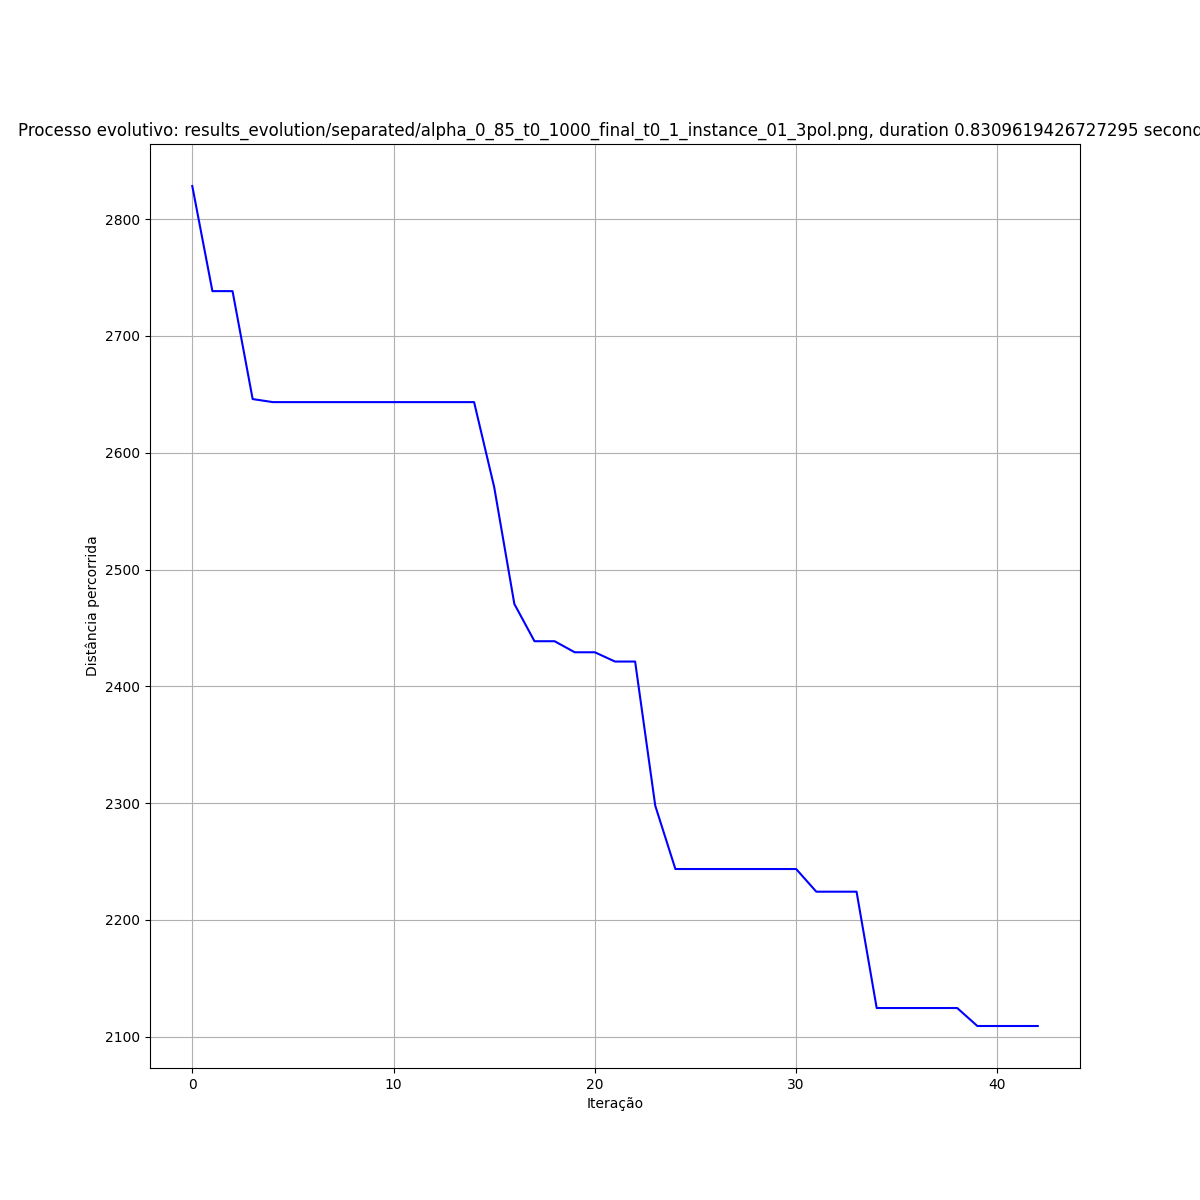 Processo evolutivo: results_evolution/separated/alpha_0_85_t0_1000_final_t0_1_instance_01_3pol.png, duration 0.8309619426727295 second
2800
2700
2600
2500
2400
2300
2200
2100
Distância percorrida
0 10 20 30 40
Iteração